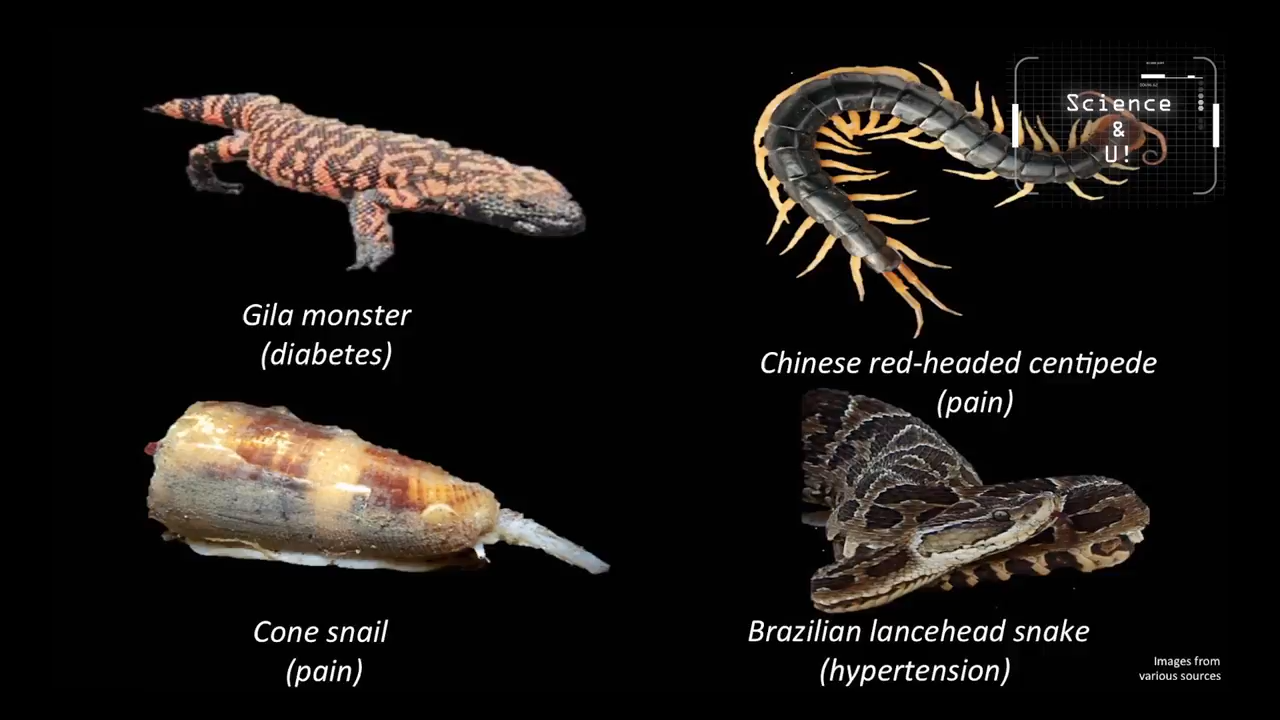 Science
&
U!
Gila monster
(diabetes)
Chinese red-headed centipede
(pain)
Cone snail
(pain)
Brazilian lancehead snake
(hypertension)
Images from
various sources